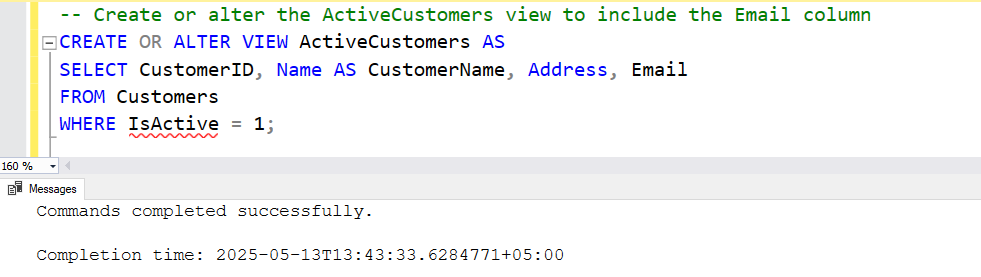 -- Create or alter the ActiveCustomers view to include the Email column
CREATE OR ALTER VIEW ActiveCustomers AS
SELECT CustomerID, Name AS CustomerName, Address, Email
FROM Customers
WHERE IsActive = 1;
160 %
Messages
Commands completed successfully.
Completion time: 2025-05-13T13:43:33.6284771+05:00